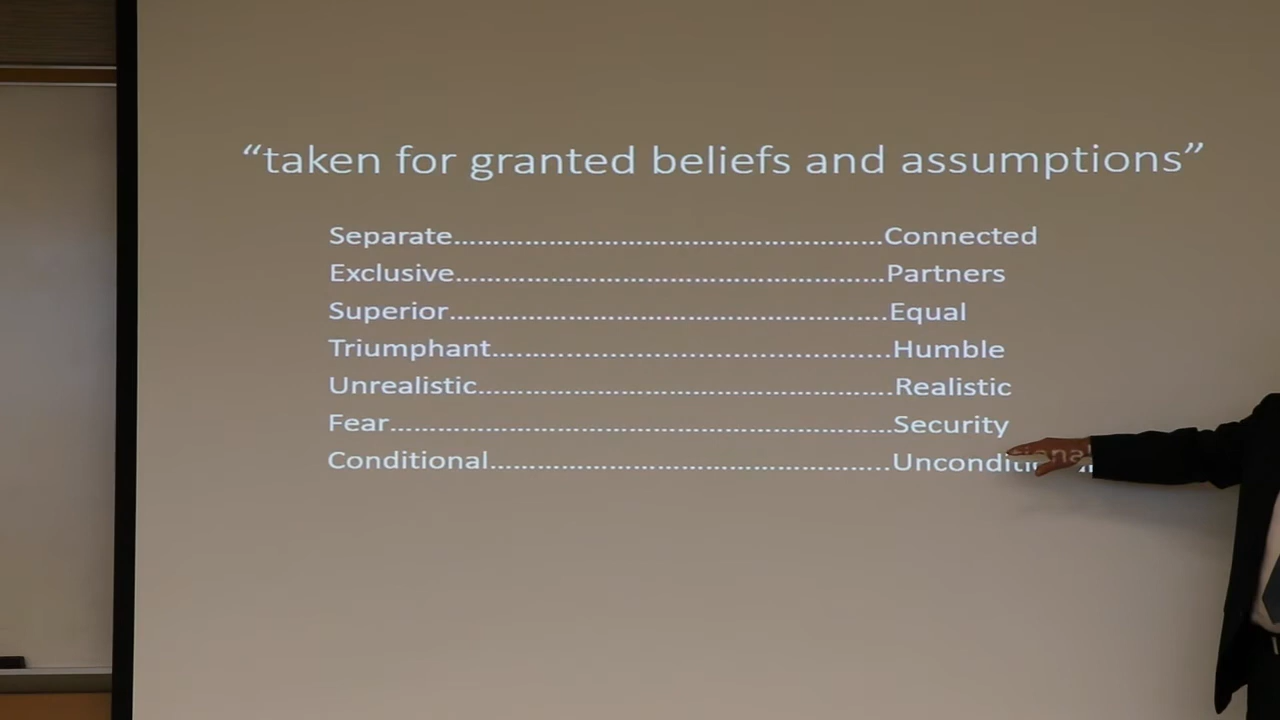 “taken for granted beliefs and assumptions”
Separate……………………………………………Connected
Exclusive……………………………………………Partners
Superior…………………………………………….Equal
Triumphant…………………………………………Humble
Unrealistic………………………………………….Realistic
Fear……………………………………………………Security
Conditional…………………………………………Unconditional